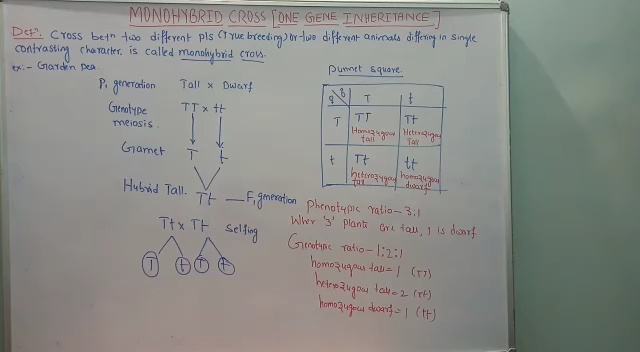 MONOHYBRID CROSS [ONE GENE INHERITANCE]
Defn. Cross betn two different pls (True breeding) or two different animals differing in single
contrasting character is called monohybrid cross.
ex:- Garden pea
P1 generation Tall x Dwarf
Genotype TT x tt
meiosis
Gamet T t
Hybrid Tall. Tt — F1 generation
Tt x Tt Selfing
T t T t
punnet square
♀ ♂ T t
T TT Tt
Homozygous tall Heterozygous Tall
t Tt tt
heterozygous tall homozygous dwarf
phenotypic ratio - 3:1
Wher '3' plants are tall, 1 is dwarf
Genotypic ratio - 1:2:1
homozygous tall = 1 (TT)
heterozygous tall = 2 (Tt)
homozygous dwarf = 1 (tt)